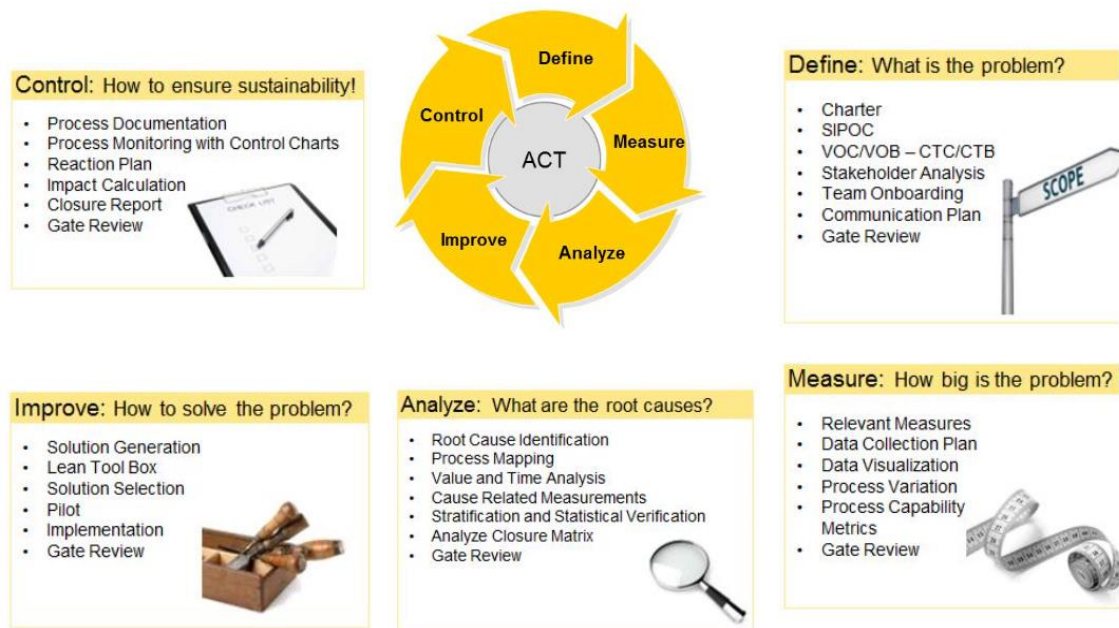 Define
Measure
Analyze
Improve
Control
ACT
Define: What is the problem?
• Charter
• SIPOC
• VOC/VOB – CTC/CTB
• Stakeholder Analysis
• Team Onboarding
• Communication Plan
• Gate Review
SCOPE
Measure: How big is the problem?
• Relevant Measures
• Data Collection Plan
• Data Visualization
• Process Variation
• Process Capability
Metrics
• Gate Review
Analyze: What are the root causes?
• Root Cause Identification
• Process Mapping
• Value and Time Analysis
• Cause Related Measurements
• Stratification and Statistical Verification
• Analyze Closure Matrix
• Gate Review
Improve: How to solve the problem?
• Solution Generation
• Lean Tool Box
• Solution Selection
• Pilot
• Implementation
• Gate Review
Control: How to ensure sustainability!
• Process Documentation
• Process Monitoring with Control Charts
• Reaction Plan
• Impact Calculation
• Closure Report
• Gate Review
CHECK LIST